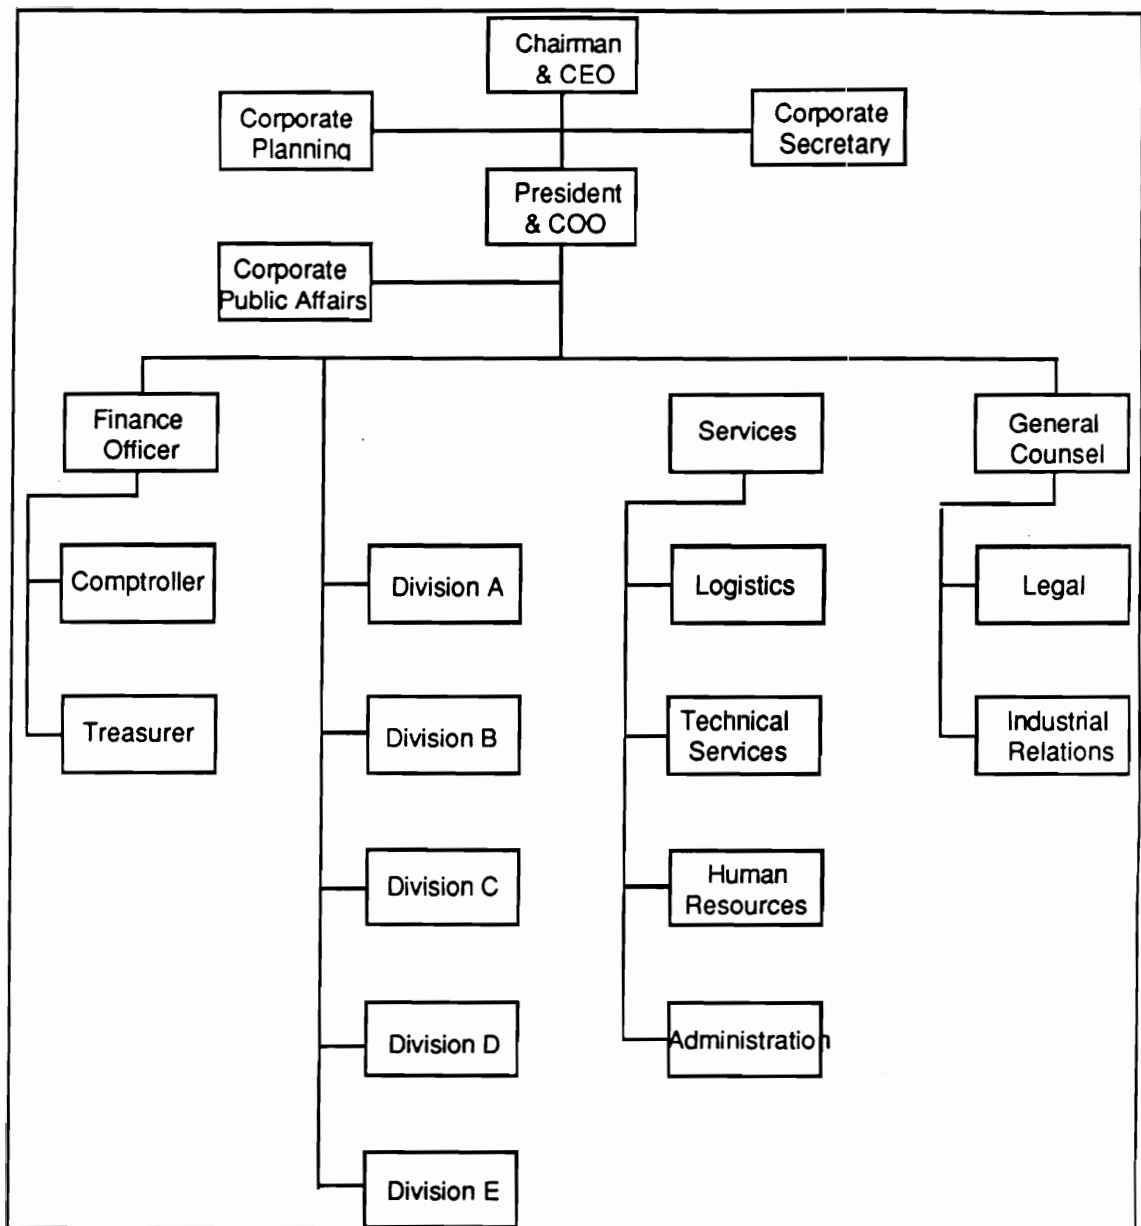 Chairman
& CEO
Corporate
Planning
Corporate
Secretary
President
& COO
Corporate
Public Affairs
Finance
Officer
Services
General
Counsel
Comptroller
Division A
Logistics
Legal
Treasurer
Division B
Technical
Services
Industrial
Relations
Division C
Human
Resources
Division D
Administration
Division E